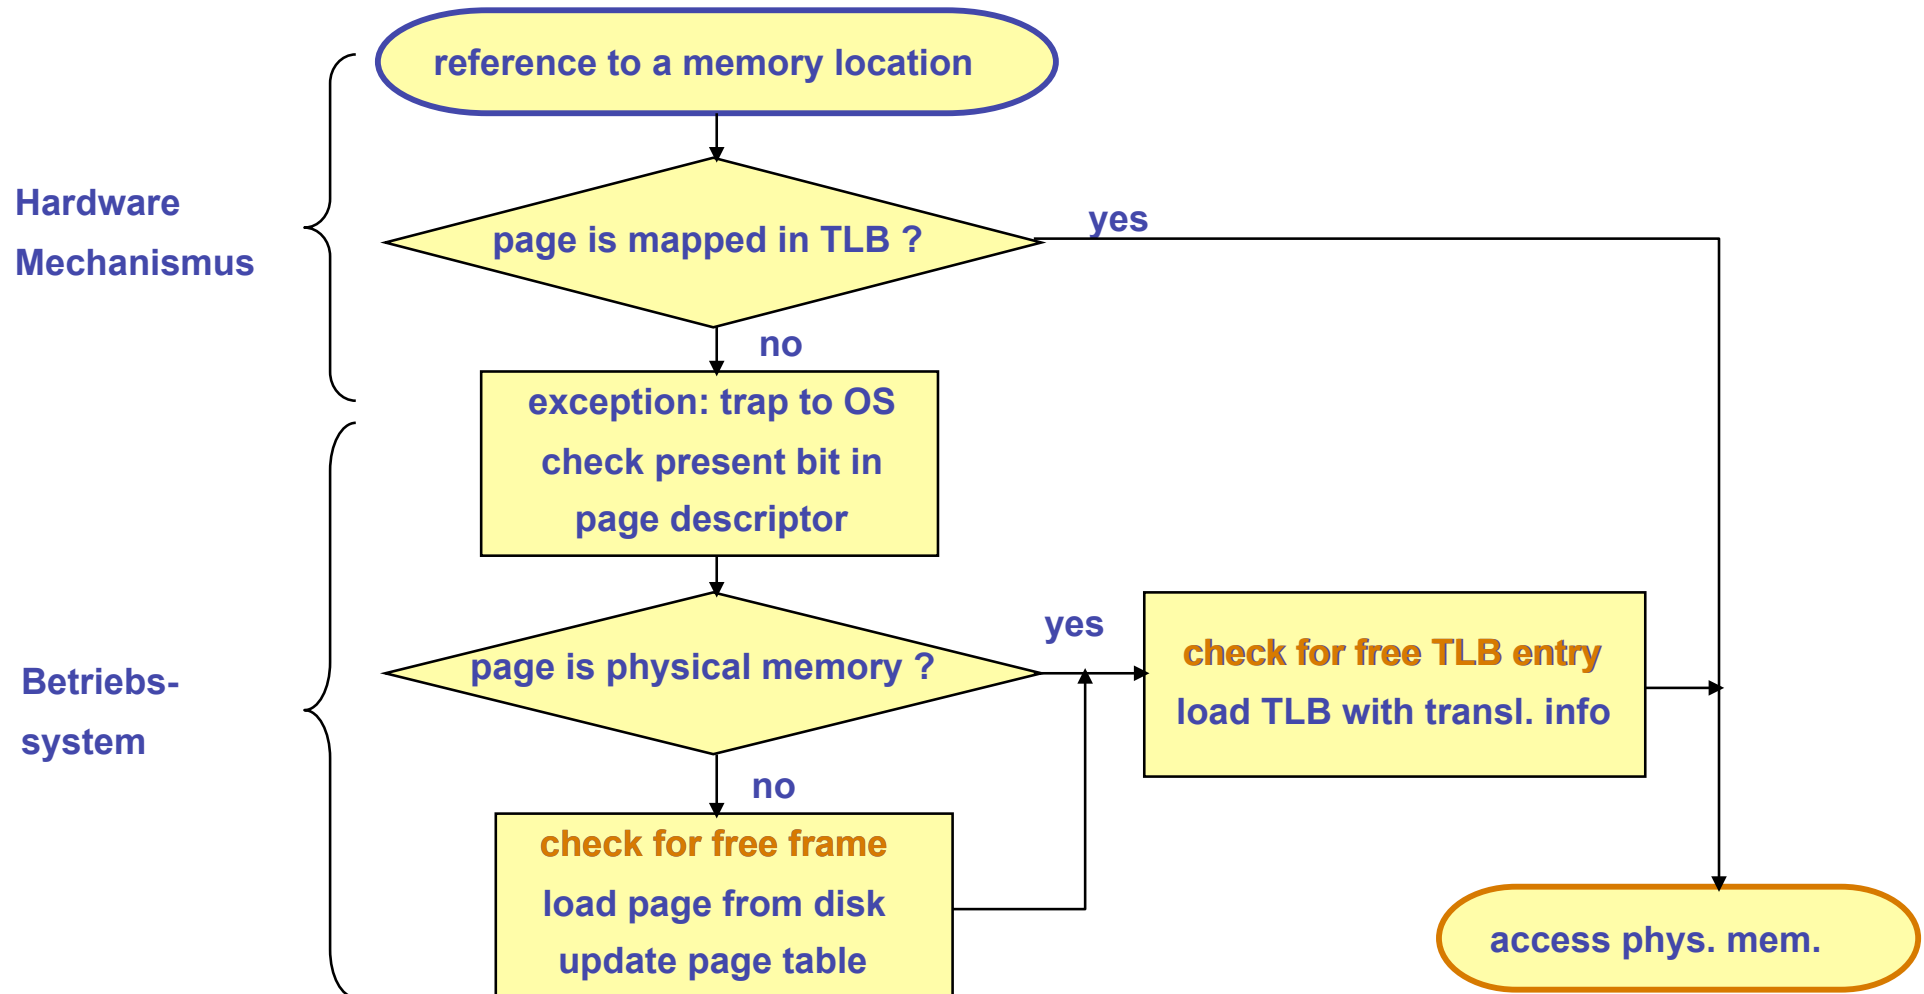 reference to a memory location
Hardware
Mechanismus
page is mapped in TLB ?
yes
no
exception: trap to OS
check present bit in
page descriptor
Betriebs-
system
page is physical memory ?
yes
check for free TLB entry
load TLB with transl. info
no
check for free frame
load page from disk
update page table
access phys. mem.